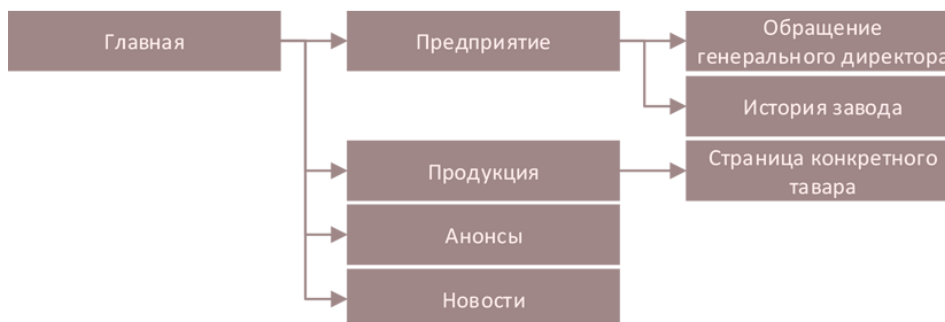 Главная
Предприятие
Обращение
генерального директора
История завода
Продукция
Страница конкретного
тавара
Анонсы
Новости